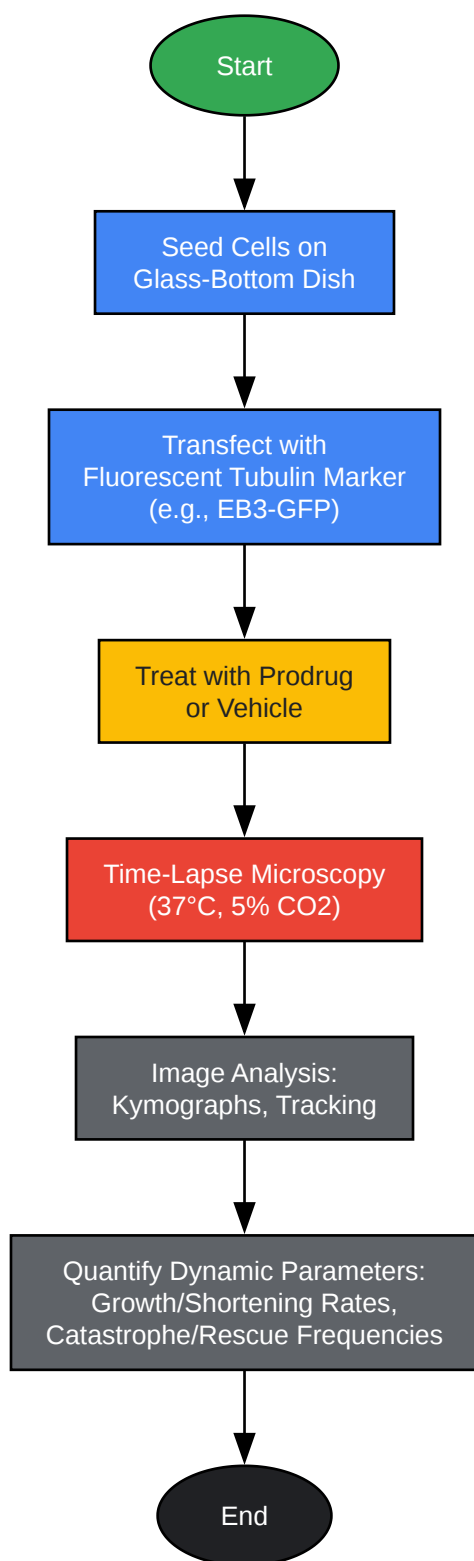 Start
Seed Cells on
Glass-Bottom Dish
Transfect with
Fluorescent Tubulin Marker
(e.g., EB3-GFP)
Treat with Prodrug
or Vehicle
Time-Lapse Microscopy
(37°C, 5% CO2)
Image Analysis:
Kymographs, Tracking
Quantify Dynamic Parameters:
Growth/Shortening Rates,
Catastrophe/Rescue Frequencies
End